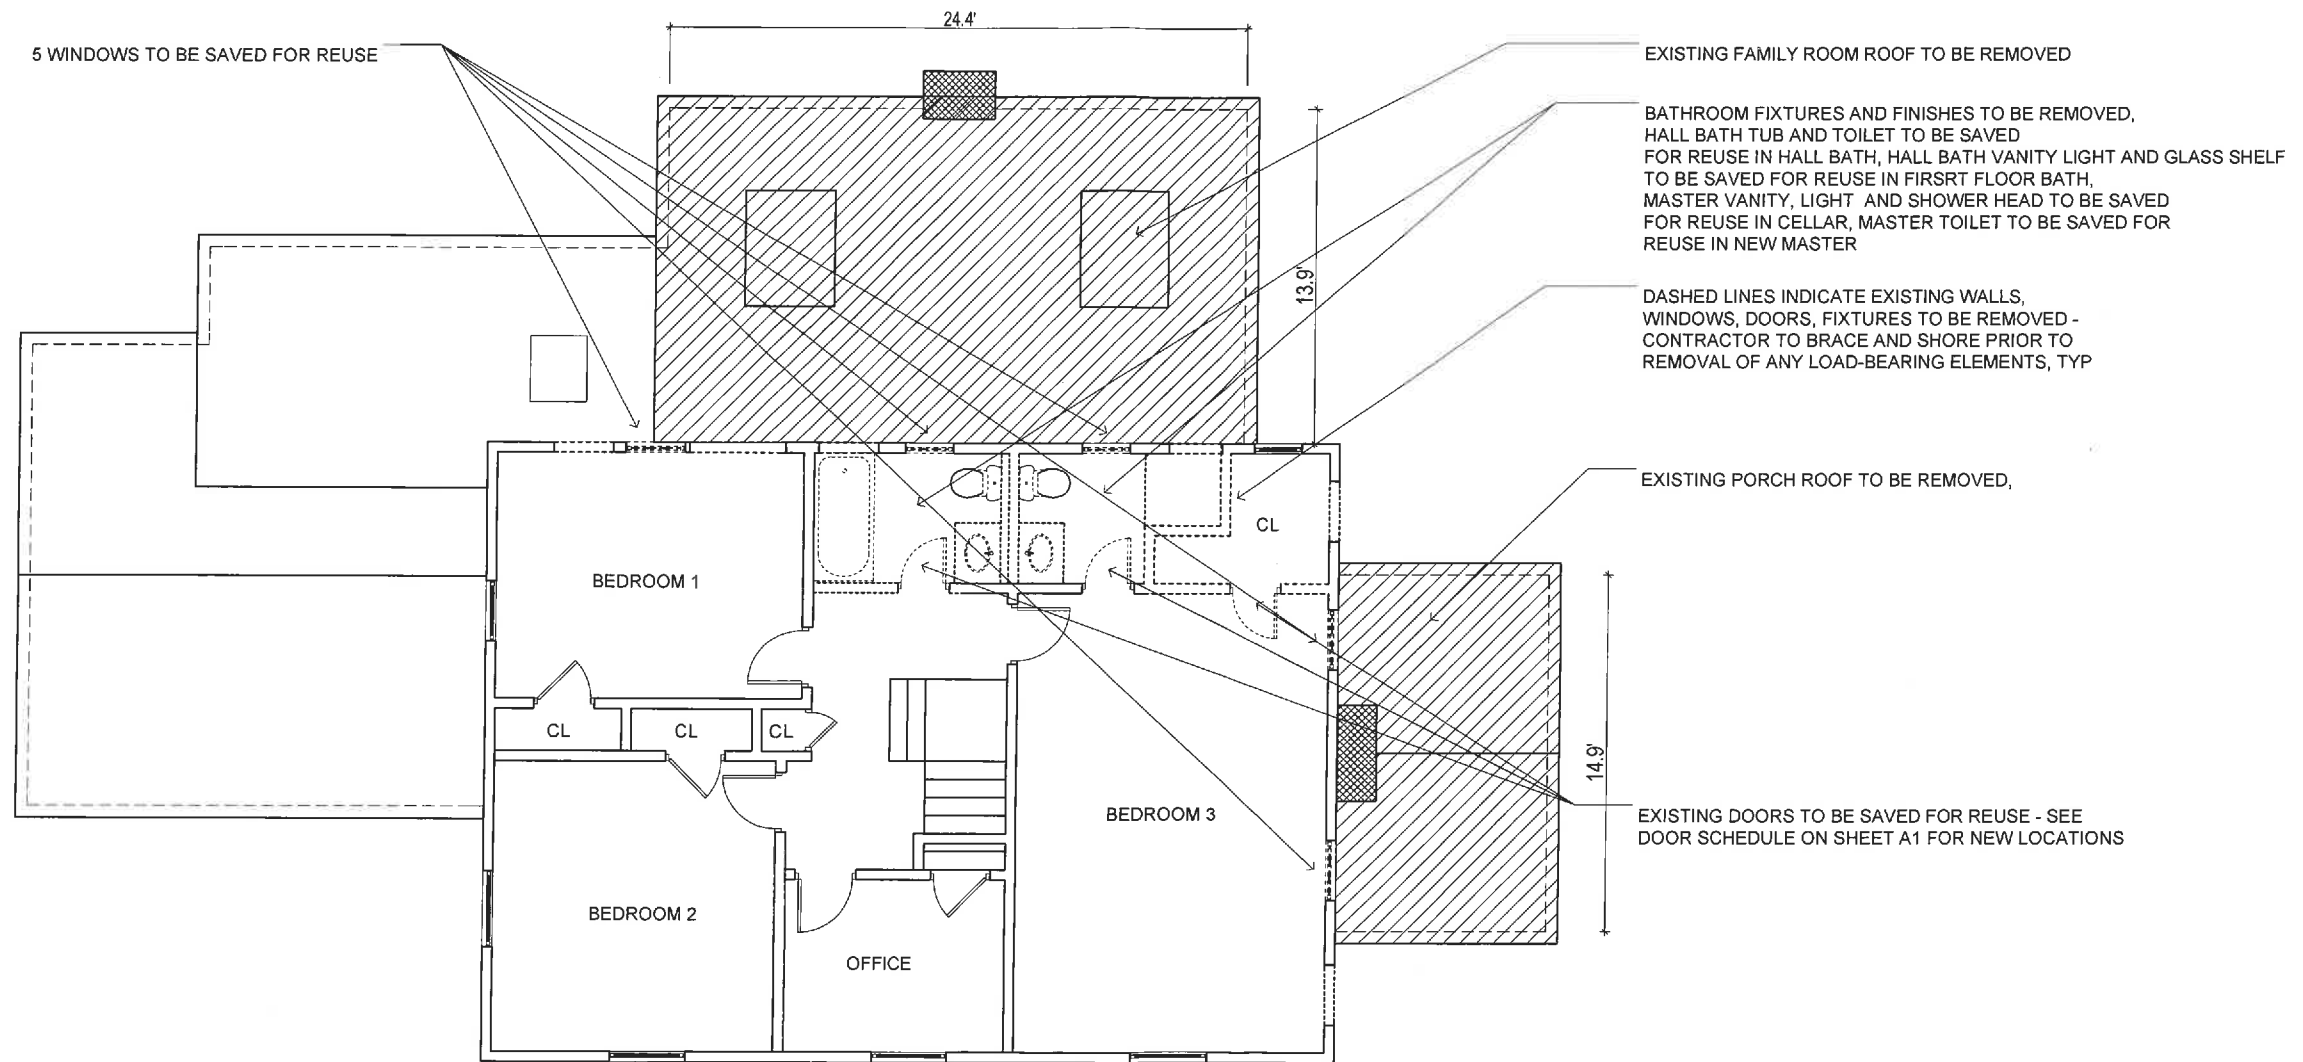 24.4'
5 WINDOWS TO BE SAVED FOR REUSE
EXISTING FAMILY ROOM ROOF TO BE REMOVED
BATHROOM FIXTURES AND FINISHES TO BE REMOVED,
HALL BATH TUB AND TOILET TO BE SAVED
FOR REUSE IN HALL BATH, HALL BATH VANITY LIGHT AND GLASS SHELF
TO BE SAVED FOR REUSE IN FIRSRT FLOOR BATH,
MASTER VANITY, LIGHT AND SHOWER HEAD TO BE SAVED
FOR REUSE IN CELLAR, MASTER TOILET TO BE SAVED FOR
REUSE IN NEW MASTER
13.9'
DASHED LINES INDICATE EXISTING WALLS,
WINDOWS, DOORS, FIXTURES TO BE REMOVED -
CONTRACTOR TO BRACE AND SHORE PRIOR TO
REMOVAL OF ANY LOAD-BEARING ELEMENTS, TYP
EXISTING PORCH ROOF TO BE REMOVED,
CL
BEDROOM 1
CL
CL
CL
14.9'
BEDROOM 3
EXISTING DOORS TO BE SAVED FOR REUSE - SEE
DOOR SCHEDULE ON SHEET A1 FOR NEW LOCATIONS
BEDROOM 2
OFFICE